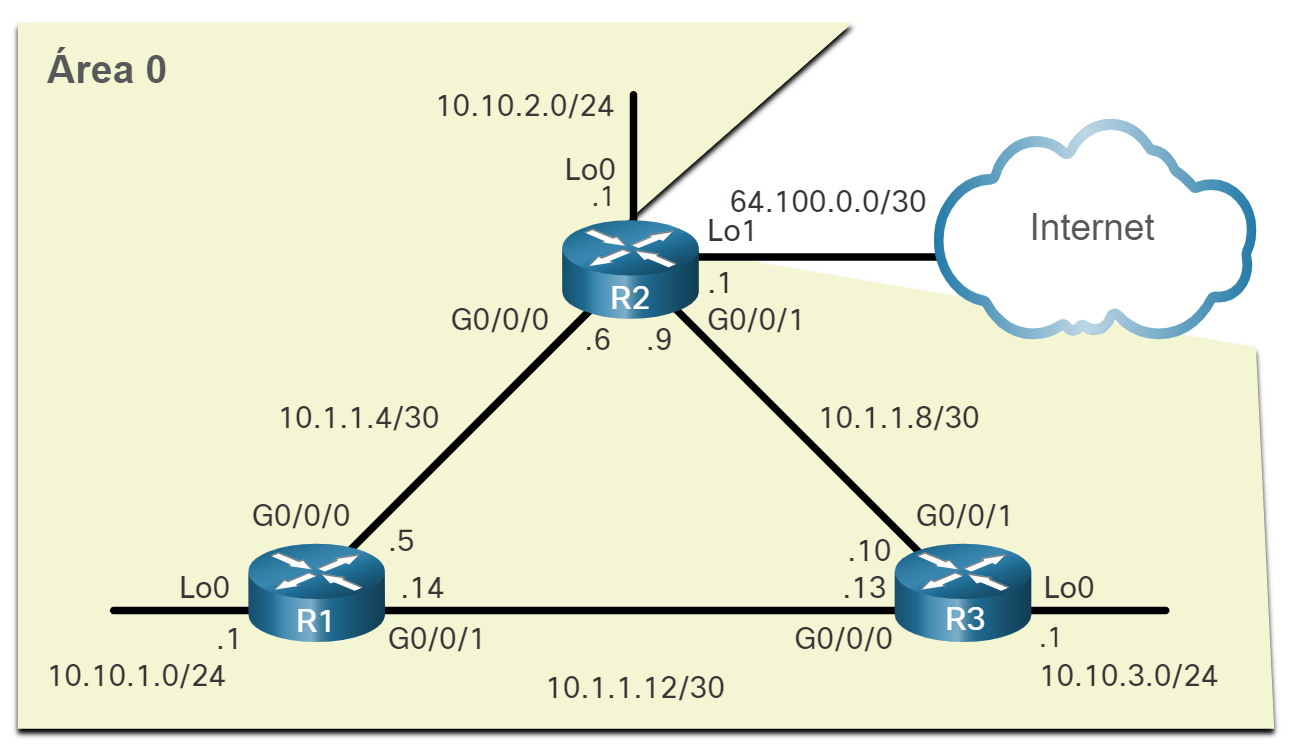 Área 0
10.10.2.0/24
Lo0
.1
64.100.0.0/30
Internet
Lo1
.1
R2
G0/0/0
G0/0/1
.6
.9
10.1.1.4/30
10.1.1.8/30
G0/0/0
G0/0/1
.5
.10
Lo0
.14
.13
Lo0
R1
R3
.1
G0/0/1
G0/0/0
.1
10.10.1.0/24
10.1.1.12/30
10.10.3.0/24